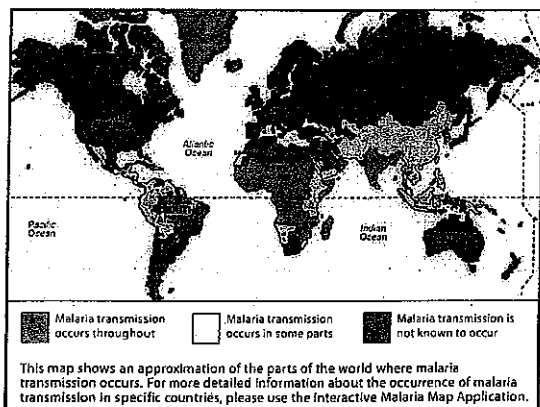 Atlantic
Ocean
Pacific
Ocean
Indian
Ocean
Malaria transmission
occurs throughout
Malaria transmission
occurs in some parts
Malaria transmission is
not known to occur
This map shows an approximation of the parts of the world where malaria
transmission occurs. For more detailed information about the occurrence of malaria
transmission in specific countries, please use the Interactive Malaria Map Application.